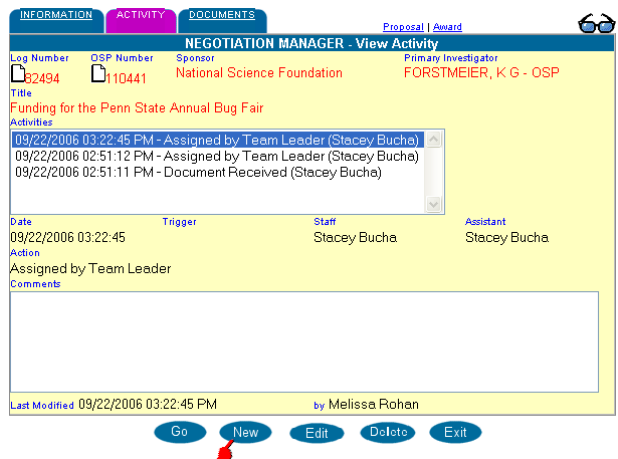 INFORMATION ACTIVITY DOCUMENTS
Proposal | Award
NEGOTIATION MANAGER - View Activity
Log Number OSP Number Sponsor Primary Investigator
82494 110441 National Science Foundation FORSTMEIER, K G - OSP
Title
Funding for the Penn State Annual Bug Fair
Activities
09/22/2006 03:22:45 PM - Assigned by Team Leader (Stacey Bucha)
09/22/2006 02:51:12 PM - Assigned by Team Leader (Stacey Bucha)
09/22/2006 02:51:11 PM - Document Received (Stacey Bucha)
Date Trigger Staff Assistant
09/22/2006 03:22:45 Stacey Bucha Stacey Bucha
Action
Assigned by Team Leader
Comments
Last Modified 09/22/2006 03:22:45 PM by Melissa Rohan
Go New Edit Delete Exit